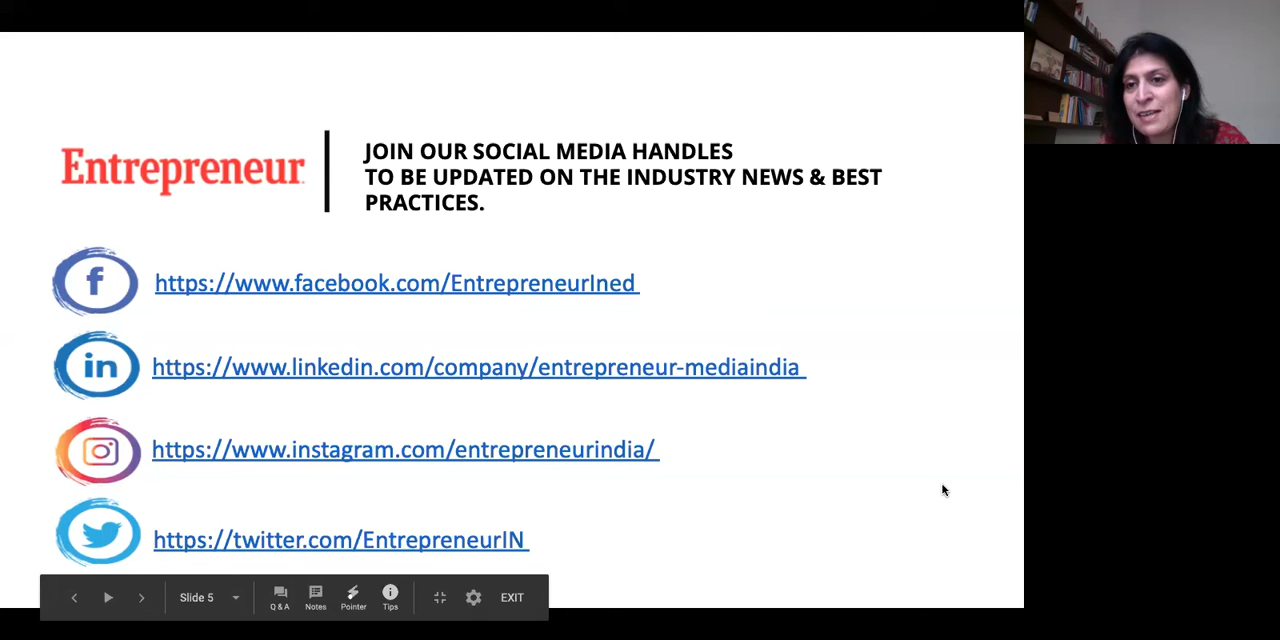 Entrepreneur
JOIN OUR SOCIAL MEDIA HANDLES
TO BE UPDATED ON THE INDUSTRY NEWS & BEST
PRACTICES.
f
https://www.facebook.com/EntrepreneurIned
in
https://www.linkedin.com/company/entrepreneur-mediaindia
https://www.instagram.com/entrepreneurindia/
https://twitter.com/EntrepreneurIN
Slide 5
Q & A
Notes
Pointer
Tips
EXIT